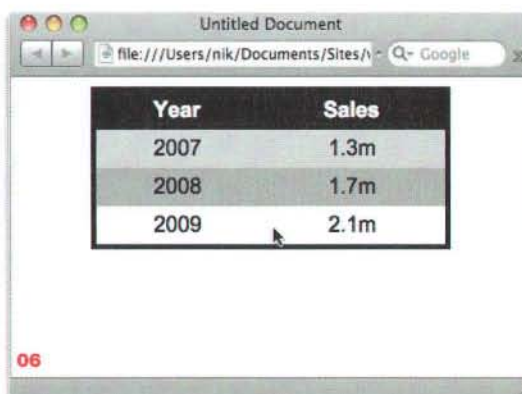 Untitled Document
file:///Users/nik/Documents/Sites/
Google
Year Sales
2007 1.3m
2008 1.7m
2009 2.1m
06